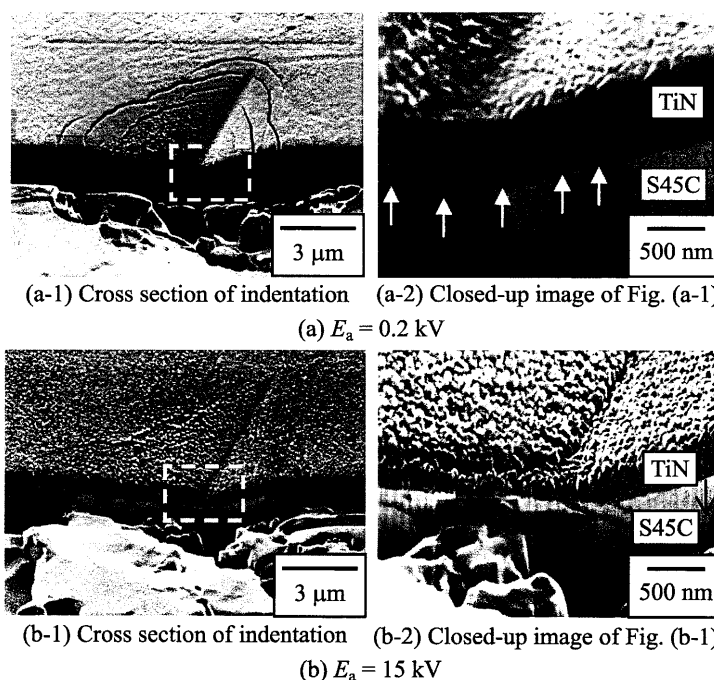 TiN
S45C
3 μm
500 nm
(a-1) Cross section of indentation (a-2) Closed-up image of Fig. (a-1)
(a) Eₐ = 0.2 kV
TiN
S45C
3 μm
500 nm
(b-1) Cross section of indentation (b-2) Closed-up image of Fig. (b-1)
(b) Eₐ = 15 kV